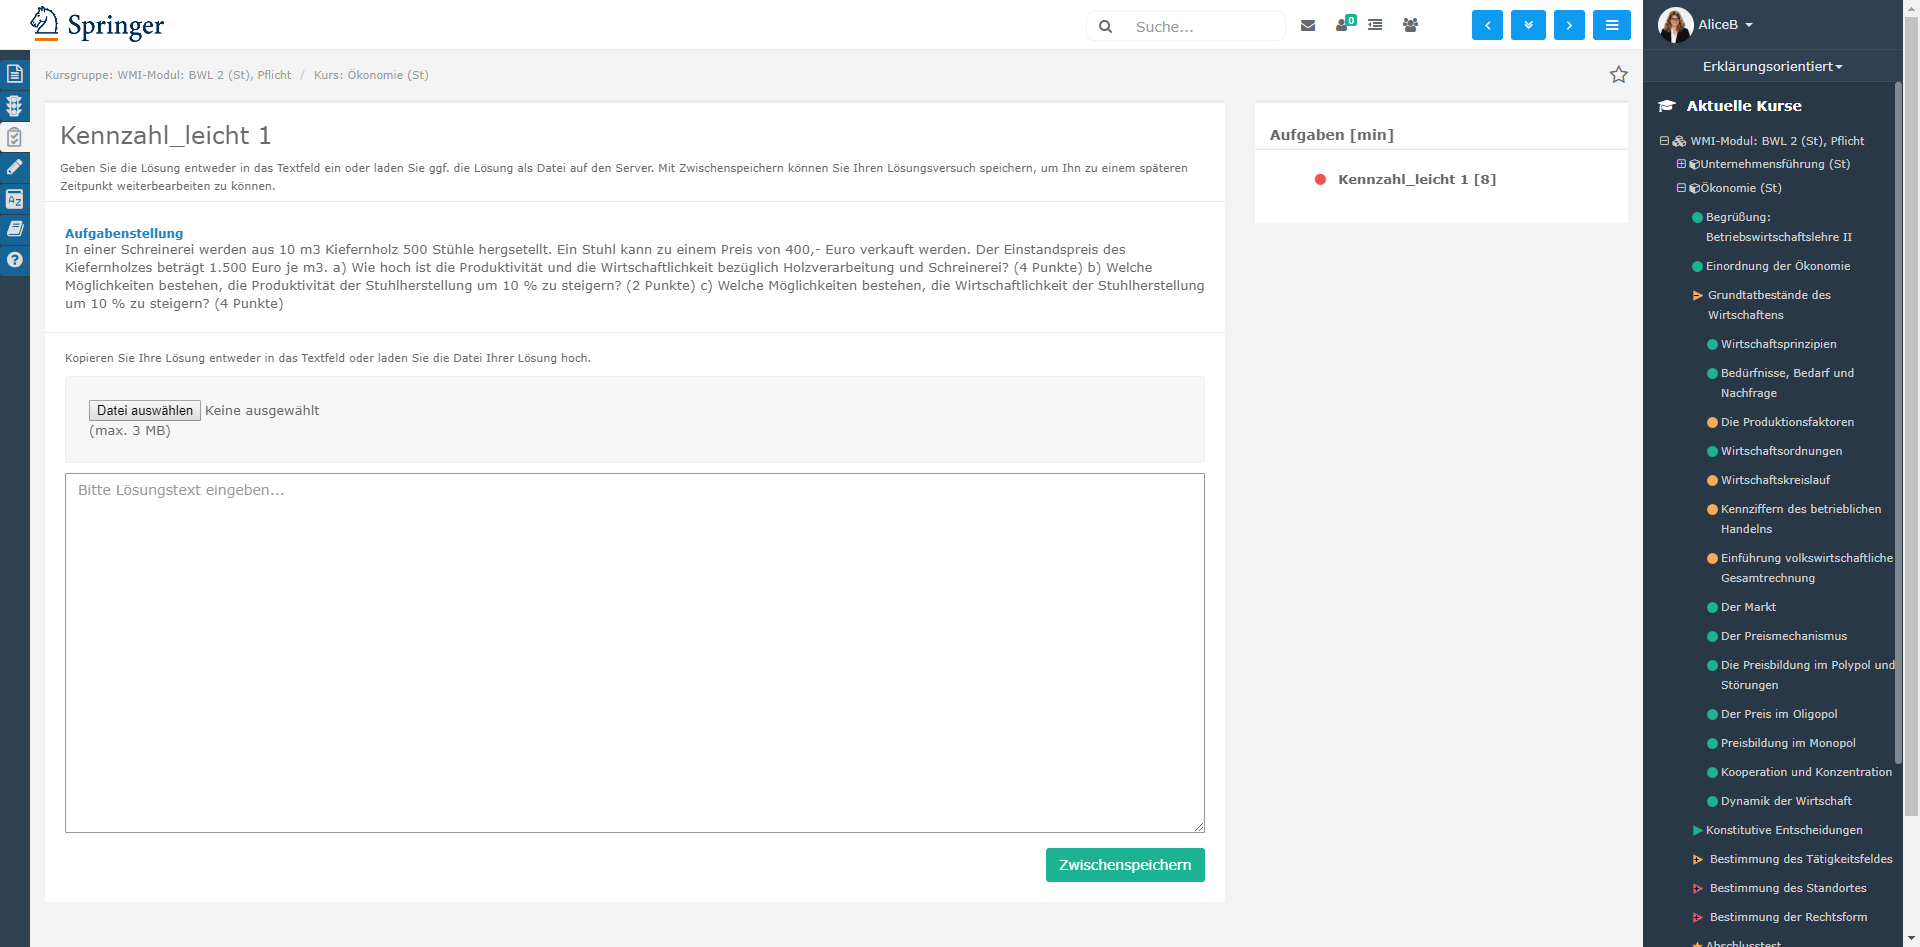 Springer
Suche...
0
AliceB
Erklärungsorientiert
Kursgruppe: WMI-Modul: BWL 2 (St), Pflicht / Kurs: Ökonomie (St)
Kennzahl_leicht 1
Geben Sie die Lösung entweder in das Textfeld ein oder laden Sie ggf. die Lösung als Datei auf den Server. Mit Zwischenspeichern können Sie Ihren Lösungsversuch speichern, um Ihn zu einem späteren
Zeitpunkt weiterbearbeiten zu können.
Aufgabenstellung
In einer Schreinerei werden aus 10 m3 Kiefernholz 500 Stühle hergsetellt. Ein Stuhl kann zu einem Preis von 400,- Euro verkauft werden. Der Einstandspreis des
Kiefernholzes beträgt 1.500 Euro je m3. a) Wie hoch ist die Produktivität und die Wirtschaftlichkeit bezüglich Holzverarbeitung und Schreinerei? (4 Punkte) b) Welche
Möglichkeiten bestehen, die Produktivität der Stuhlherstellung um 10 % zu steigern? (2 Punkte) c) Welche Möglichkeiten bestehen, die Wirtschaftlichkeit der Stuhlherstellung
um 10 % zu steigern? (4 Punkte)
Kopieren Sie Ihre Lösung entweder in das Textfeld oder laden Sie die Datei Ihrer Lösung hoch.
Datei auswählen Keine ausgewählt
(max. 3 MB)
Bitte Lösungstext eingeben...
Zwischenspeichern
Aufgaben [min]
Kennzahl_leicht 1 [8]
Aktuelle Kurse
WMI-Modul: BWL 2 (St), Pflicht
Unternehmensführung (St)
Ökonomie (St)
Begrüßung:
Betriebswirtschaftslehre II
Einordnung der Ökonomie
Grundtatbestände des
Wirtschaftens
Wirtschaftsprinzipien
Bedürfnisse, Bedarf und
Nachfrage
Die Produktionsfaktoren
Wirtschaftsordnungen
Wirtschaftskreislauf
Kennziffern des betrieblichen
Handelns
Einführung volkswirtschaftliche
Gesamtrechnung
Der Markt
Der Preismechanismus
Die Preisbildung im Polypol und
Störungen
Der Preis im Oligopol
Preisbildung im Monopol
Kooperation und Konzentration
Dynamik der Wirtschaft
Konstitutive Entscheidungen
Bestimmung des Tätigkeitsfeldes
Bestimmung des Standortes
Bestimmung der Rechtsform
Abschlusstest